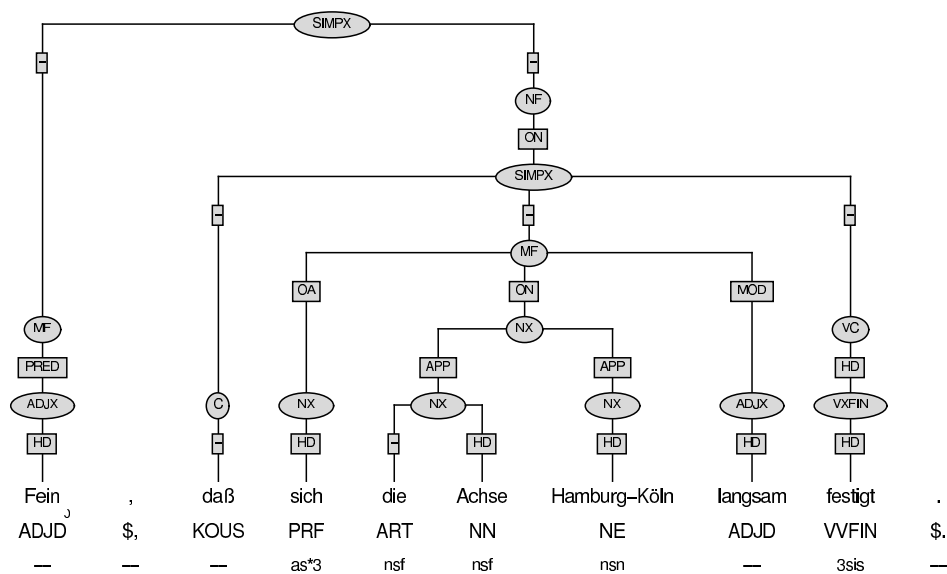 SIMPX
– –
NF
ON
SIMPX
– – –
MF
OA ON MOD
MF NX VC
PRED APP APP HD
ADJX C NX NX NX ADJX VXFIN
HD – HD – HD HD HD HD
Fein , daß sich die Achse Hamburg–Köln langsam festigt .
ADJD $, KOUS PRF ART NN NE ADJD VVFIN $.
–– –– –– as*3 nsf nsf nsn –– 3sis ––